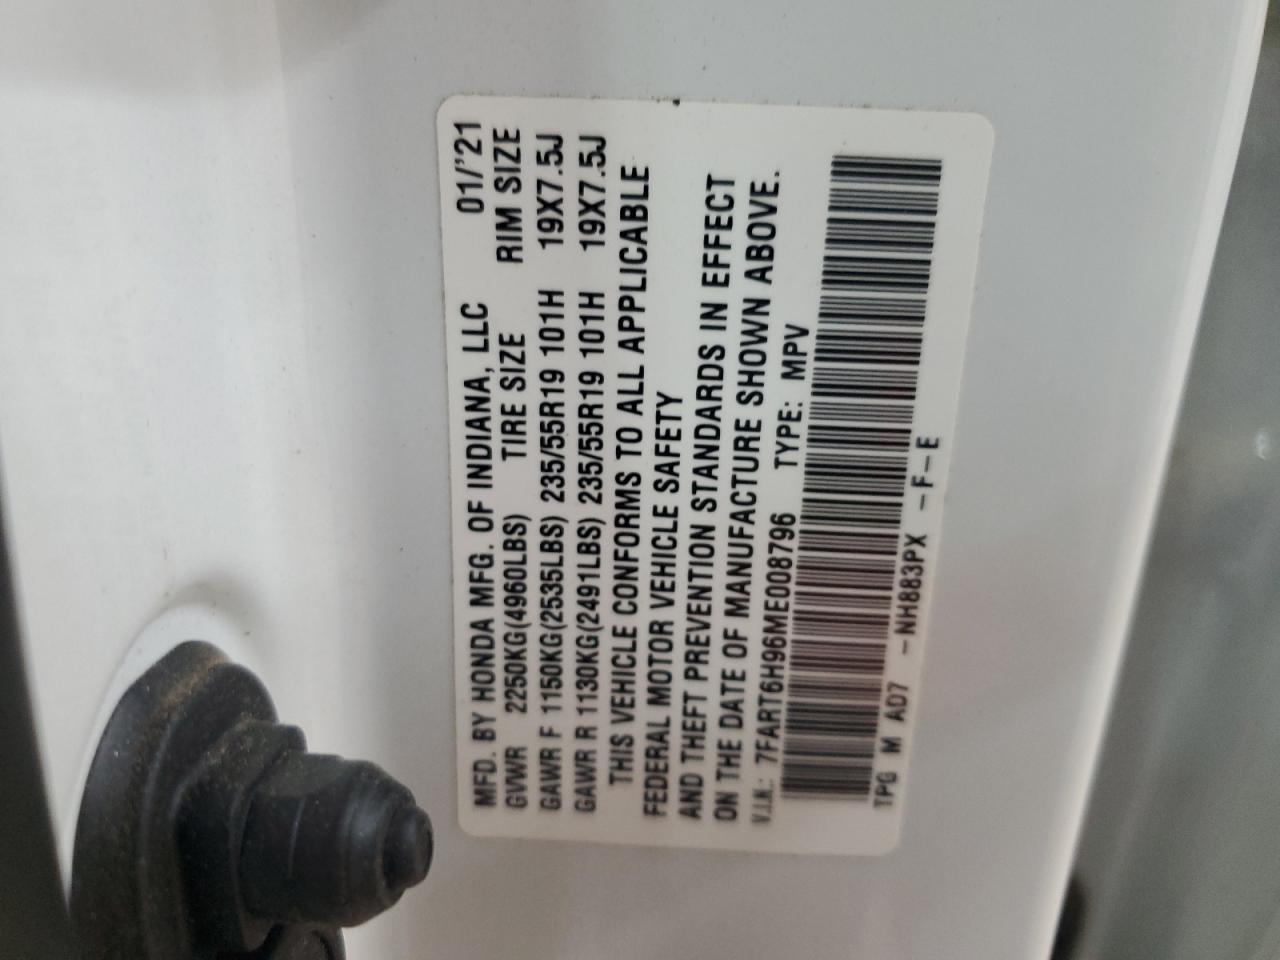 MFD. BY HONDA MFG. OF INDIANA, LLC 01/'21
GVWR 2250KG(4960LBS) TIRE SIZE RIM SIZE
GAWR F 1150KG(2535LBS) 235/55R19 101H 19X7.5J
GAWR R 1130KG(2491LBS) 235/55R19 101H 19X7.5J
THIS VEHICLE CONFORMS TO ALL APPLICABLE
FEDERAL MOTOR VEHICLE SAFETY
AND THEFT PREVENTION STANDARDS IN EFFECT
ON THE DATE OF MANUFACTURE SHOWN ABOVE.
V.I.N.: 7FART6H96ME008796 TYPE: MPV
TPG M AD7 -NH883PX -F-E